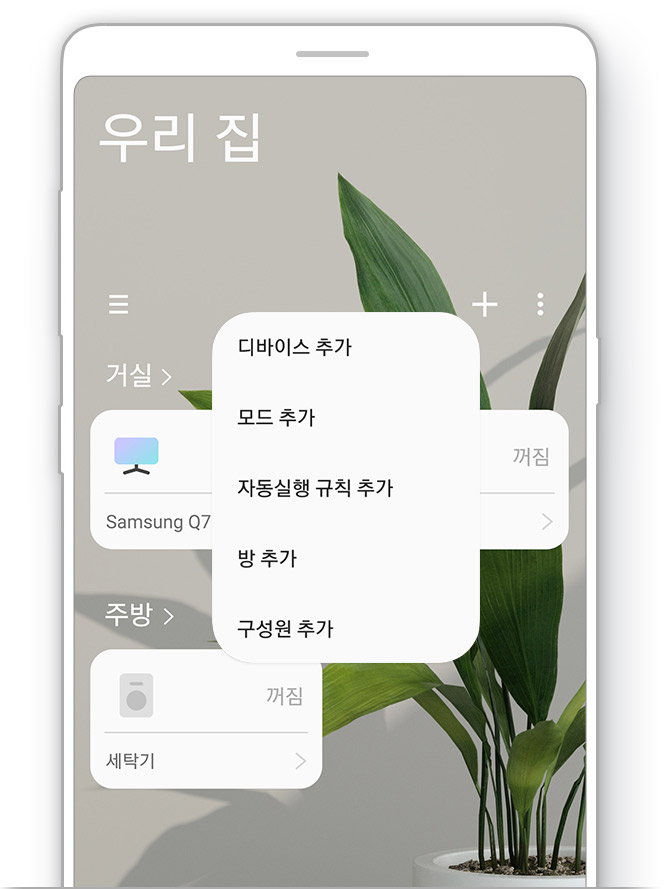 우리 집
거실
디바이스 추가
모드 추가
자동실행 규칙 추가
방 추가
구성원 추가
꺼짐
Samsung Q7
주방
꺼짐
세탁기